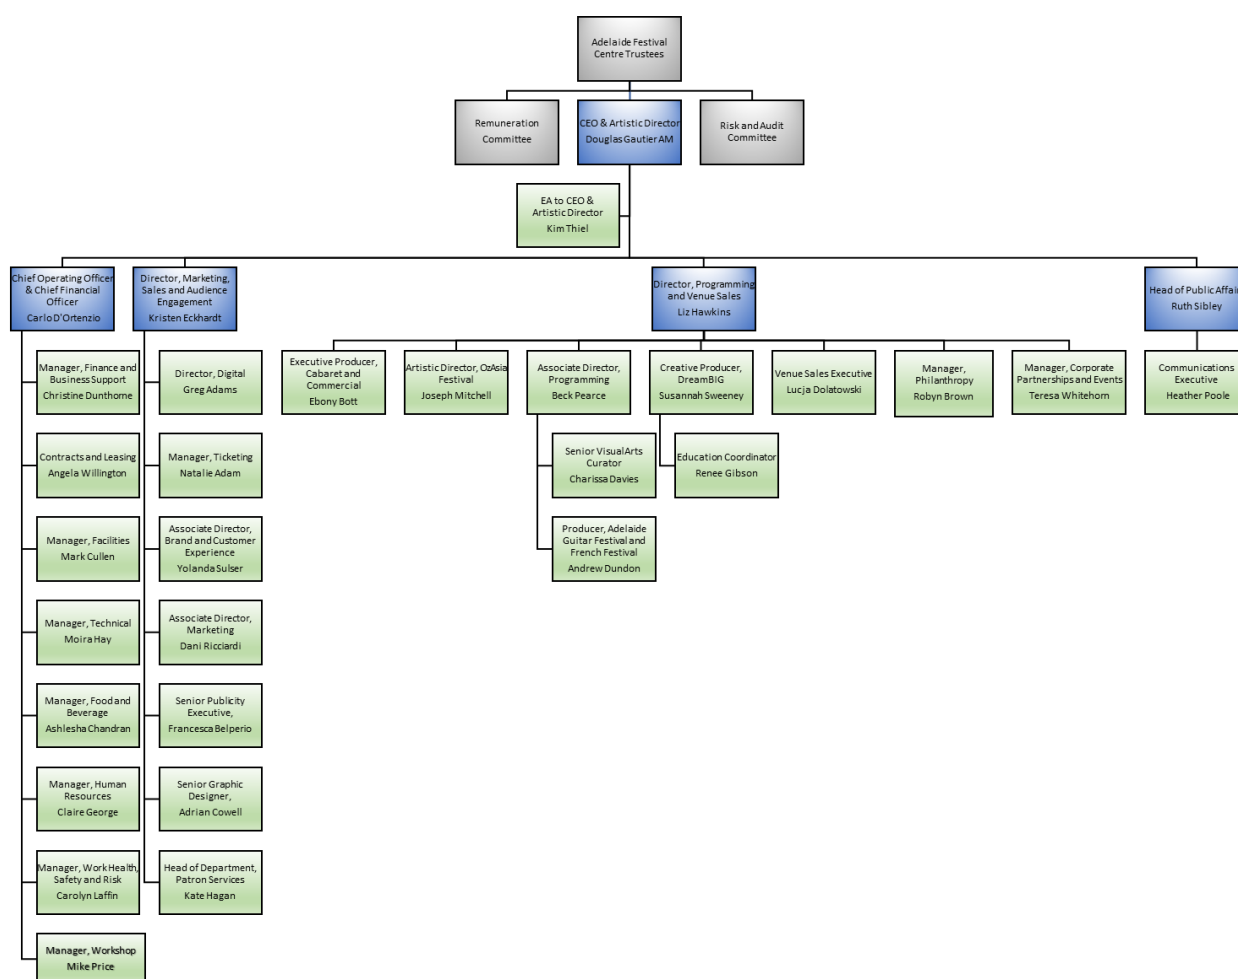 Adelaide Festival
Centre Trustees
Remuneration
Committee
CEO & Artistic Director
Douglas Gautier AM
Risk and Audit
Committee
EA to CEO &
Artistic Director
Kim Thiel
Chief Operating Officer
& Chief Financial
Officer
Carlo D'Ortenzio
Director, Marketing,
Sales and Audience
Engagement
Kristen Eckhardt
Director, Programming
and Venue Sales
Liz Hawkins
Head of Public Affair
Ruth Sibley
Manager, Finance and
Business Support
Christine Dunthorne
Contracts and Leasing
Angela Willington
Manager, Facilities
Mark Cullen
Manager, Technical
Moira Hay
Manager, Food and
Beverage
Ashlesha Chandran
Manager, Human
Resources
Claire George
Manager, Work Health,
Safety and Risk
Carolyn Laffin
Manager, Workshop
Mike Price
Director, Digital
Greg Adams
Manager, Ticketing
Natalie Adam
Associate Director,
Brand and Customer
Experience
Yolanda Sulser
Associate Director,
Marketing
Dani Ricciardi
Senior Publicity
Executive,
Francesca Belperio
Senior Graphic
Designer,
Adrian Cowell
Head of Department,
Patron Services
Kate Hagan
Executive Producer,
Cabaret and
Commercial
Ebony Bott
Artistic Director, OzAsia
Festival
Joseph Mitchell
Associate Director,
Programming
Beck Pearce
Senior Visual Arts
Curator
Charissa Davies
Producer, Adelaide
Guitar Festival and
French Festival
Andrew Dundon
Creative Producer,
DreamBIG
Susannah Sweeney
Education Coordinator
Renee Gibson
Venue Sales Executive
Lucja Dolatowski
Manager,
Philanthropy
Robyn Brown
Manager, Corporate
Partnerships and Events
Teresa Whitehorn
Communications
Executive
Heather Poole